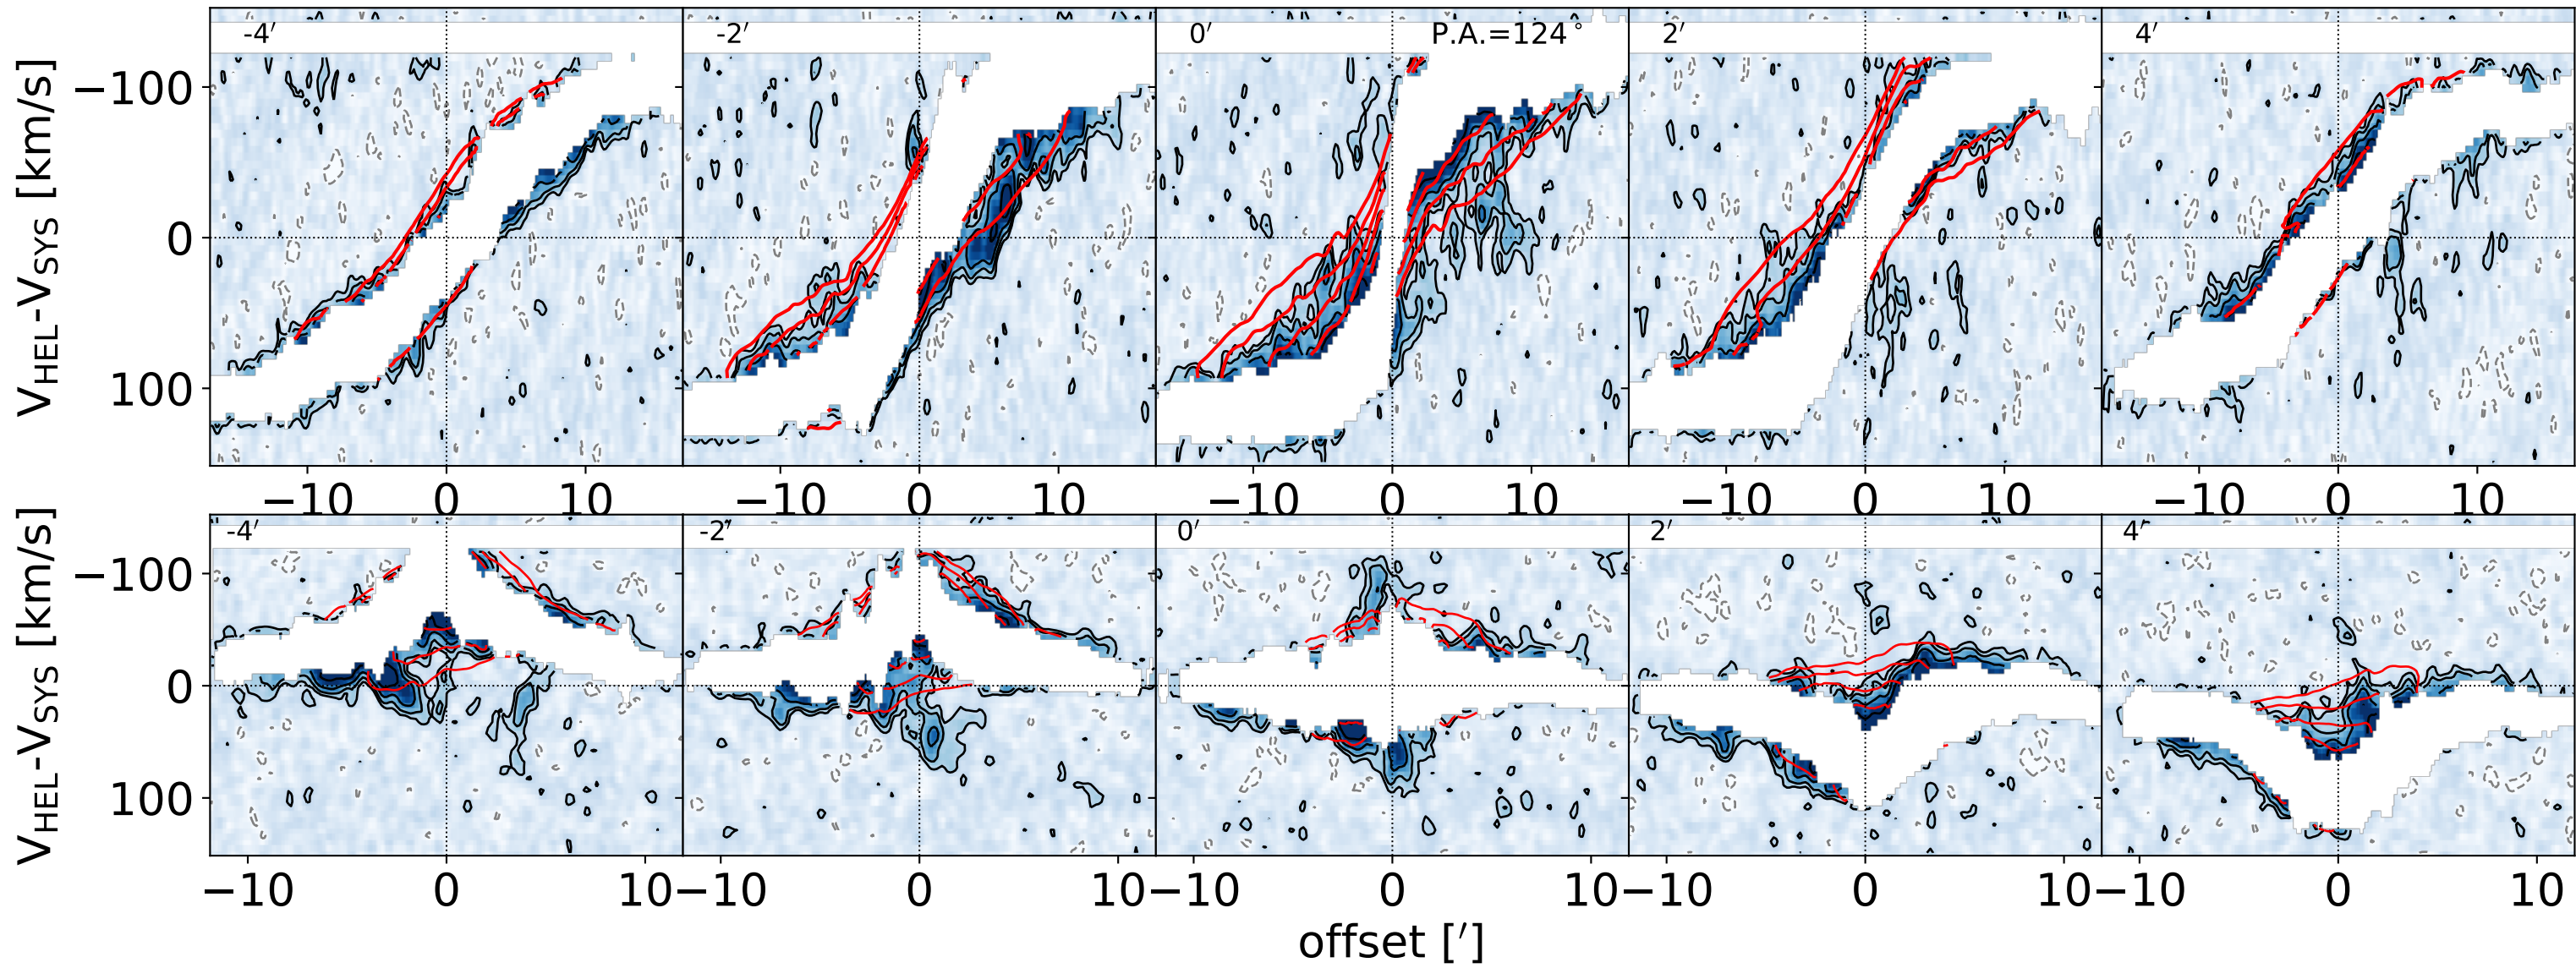 -4′ -2′ 0′ P.A.=124° 2′ 4′
V_HEL-V_SYS [km/s]
−100
0
100
−10 0 10 −10 0 10 −10 0 10 −10 0 10 −10 0 10
-4′ -2′ 0′ 2′ 4′
V_HEL-V_SYS [km/s]
−100
0
100
−10 0 10 −10 0 10 −10 0 10 −10 0 10 −10 0 10
offset [′]